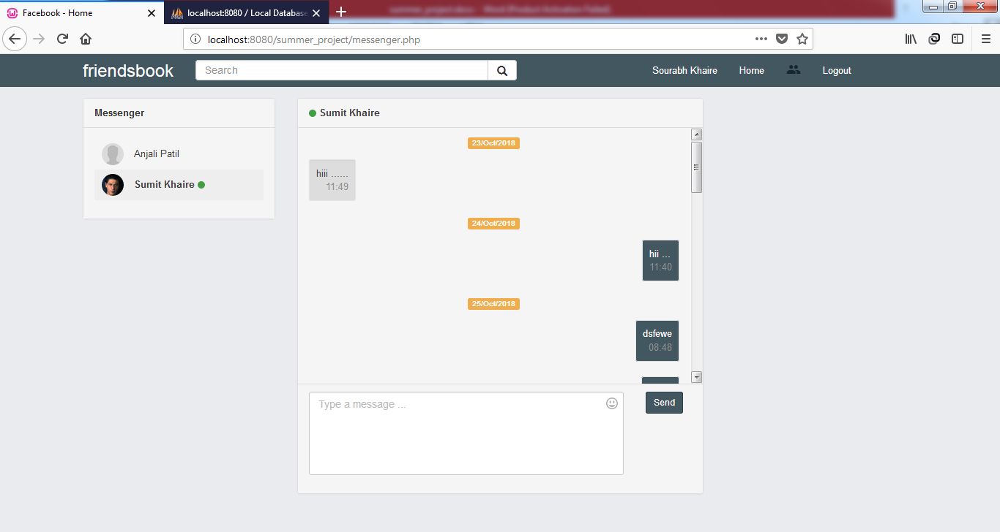 summer_project.docx - Word (Product Activation Failed)
Facebook - Home
localhost:8080 / Local Database
localhost:8080/summer_project/messenger.php
friendsbook
Search
Sourabh Khaire
Home
Logout
Messenger
Anjali Patil
Sumit Khaire
Sumit Khaire
23/Oct/2018
hiii ......
11:49
24/Oct/2018
hii ...
11:40
25/Oct/2018
dsfewe
08:48
Type a message ...
Send